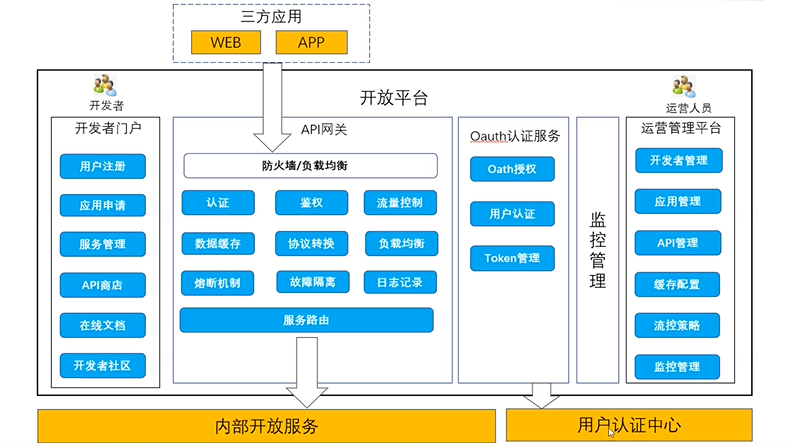 三方应用
WEB
APP
开放平台
开发者
运营人员
开发者门户
用户注册
应用申请
服务管理
API商店
在线文档
开发者社区
API网关
防火墙/负载均衡
认证
鉴权
流量控制
数据缓存
协议转换
负载均衡
熔断机制
故障隔离
日志记录
服务路由
Oauth认证服务
Oath授权
用户认证
Token管理
监控管理
运营管理平台
开发者管理
应用管理
API管理
缓存配置
流控策略
监控管理
内部开放服务
用户认证中心